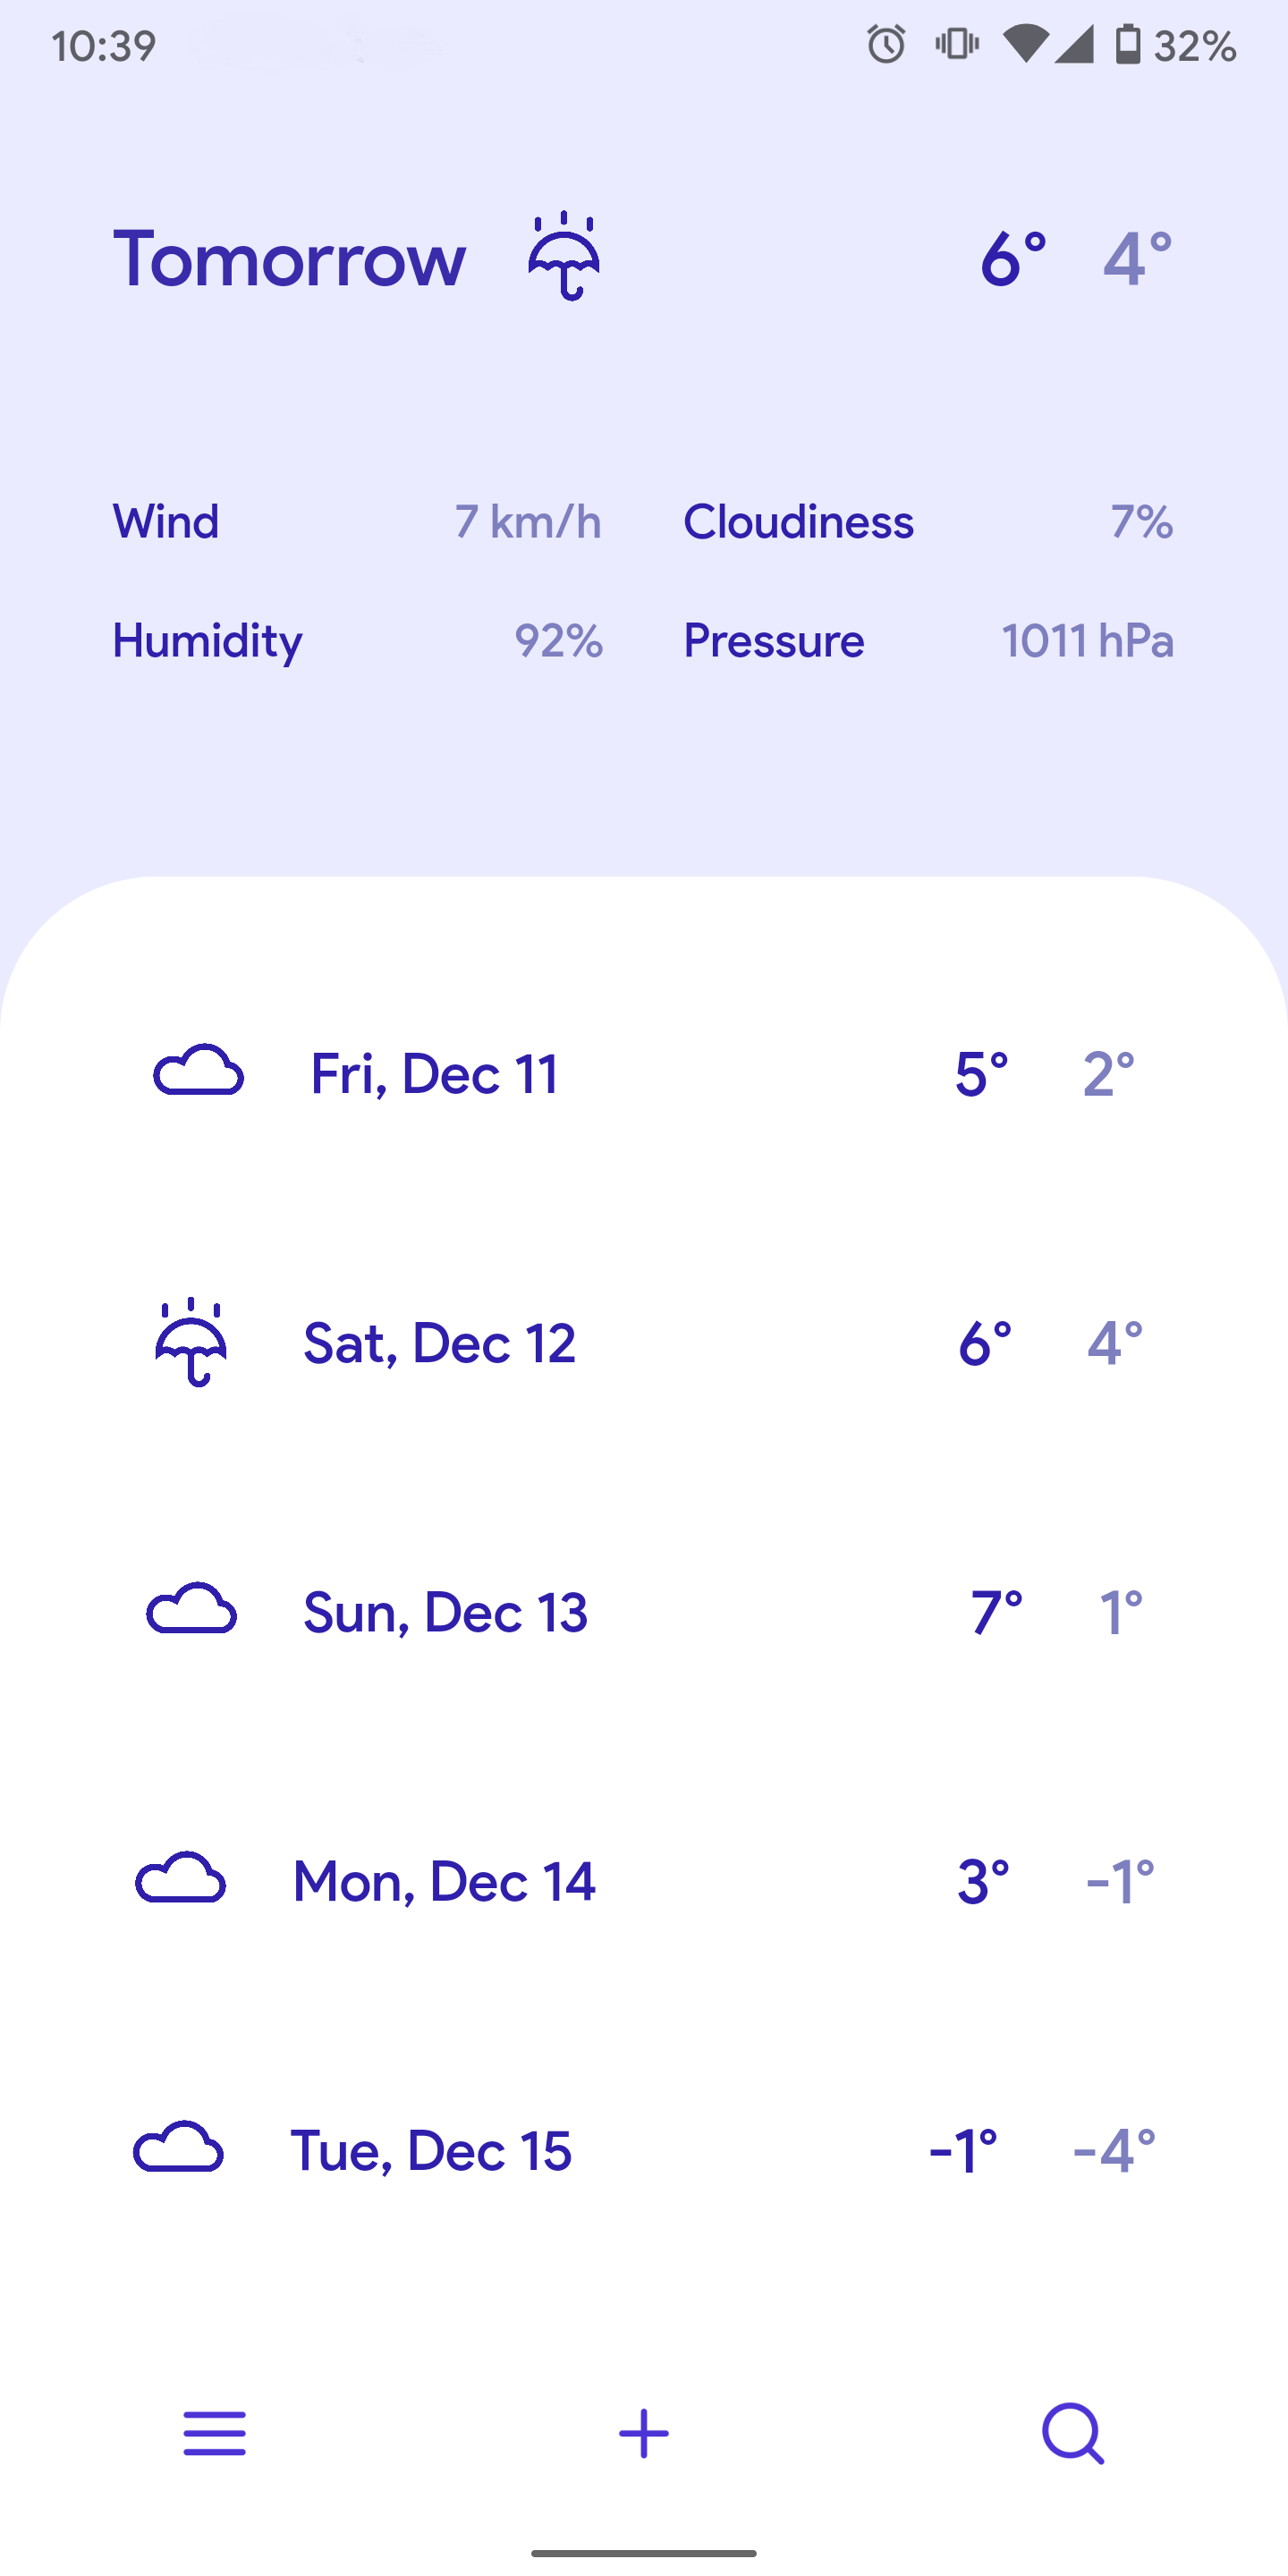 10:39 32%
Tomorrow 6° 4°
Wind 7 km/h Cloudiness 7%
Humidity 92% Pressure 1011 hPa
Fri, Dec 11 5° 2°
Sat, Dec 12 6° 4°
Sun, Dec 13 7° 1°
Mon, Dec 14 3° -1°
Tue, Dec 15 -1° -4°